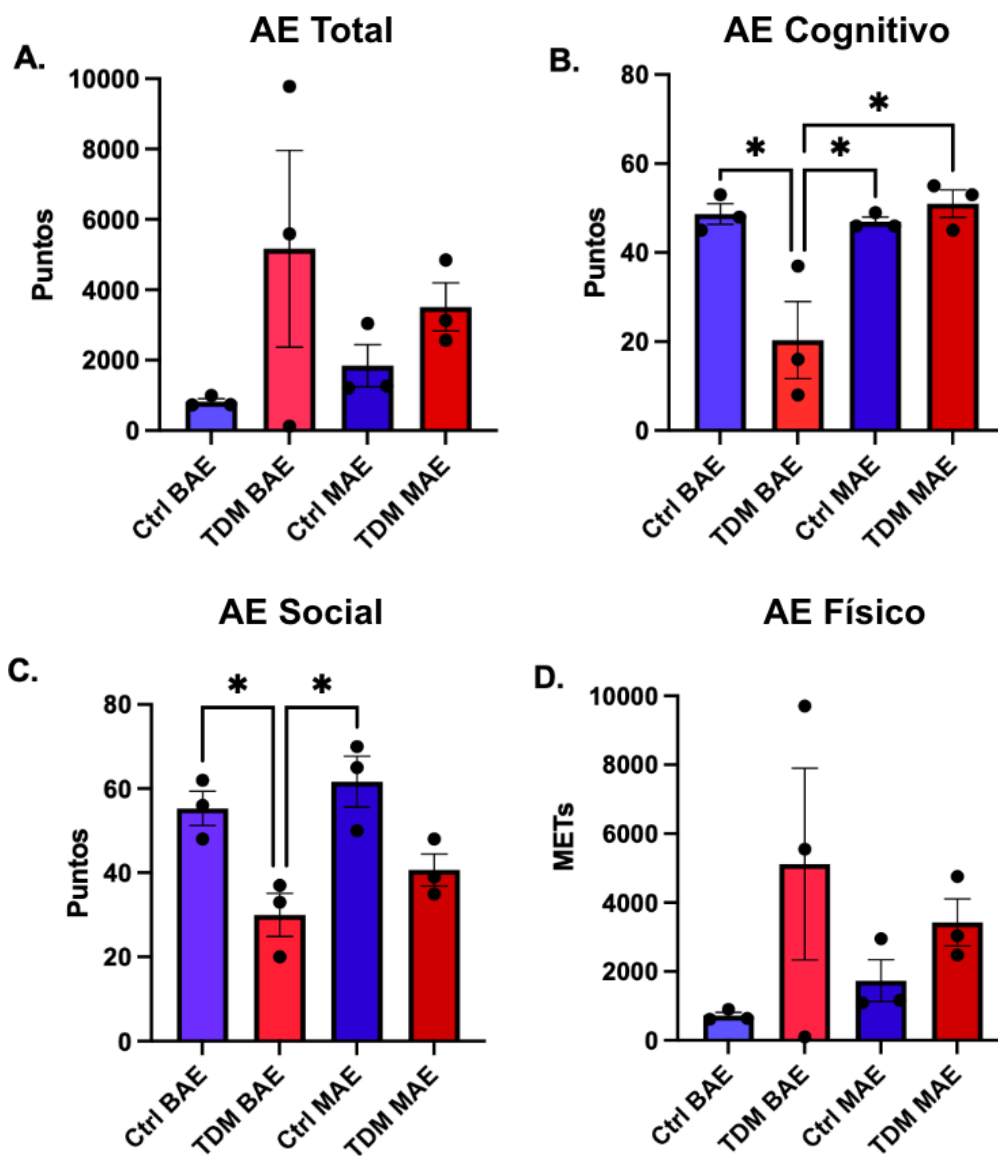 AE Total
A.
10000
8000
6000
4000
2000
0
Puntos
Ctrl BAE
TDM BAE
Ctrl MAE
TDM MAE
AE Cognitivo
B.
80
60
40
20
0
Puntos
*
*
*
Ctrl BAE
TDM BAE
Ctrl MAE
TDM MAE
AE Social
C.
80
60
40
20
0
Puntos
*
*
Ctrl BAE
TDM BAE
Ctrl MAE
TDM MAE
AE Físico
D.
10000
8000
6000
4000
2000
0
METs
Ctrl BAE
TDM BAE
Ctrl MAE
TDM MAE